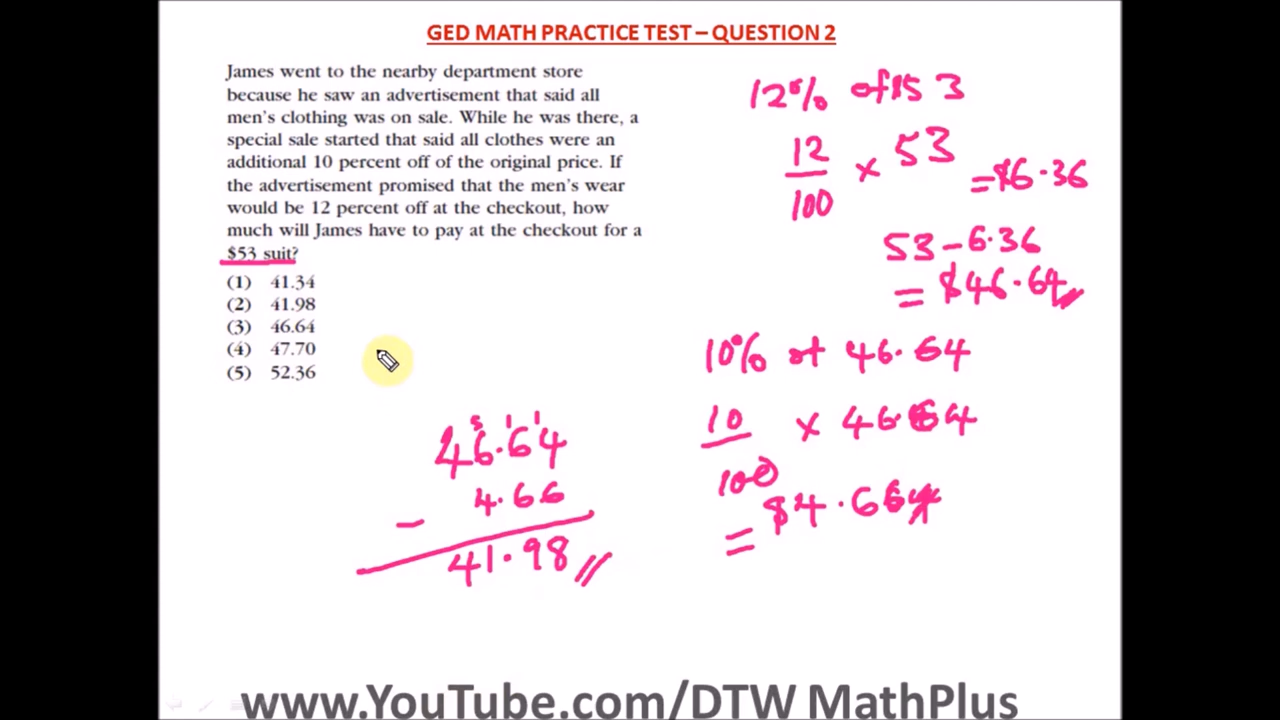 GED MATH PRACTICE TEST – QUESTION 2
James went to the nearby department store
because he saw an advertisement that said all
men's clothing was on sale. While he was there, a
special sale started that said all clothes were an
additional 10 percent off of the original price. If
the advertisement promised that the men's wear
would be 12 percent off at the checkout, how
much will James have to pay at the checkout for a
$53 suit?
(1) 41.34
(2) 41.98
(3) 46.64
(4) 47.70
(5) 52.36
12% of $53
12
100
× 53
= $6.36
53 - 6.36
= $46.64
10% of 46.64
10
100
× 46.64
= $4.664
5 1 1
46.64
- 4.66
41.98
www.YouTube.com/DTW MathPlus